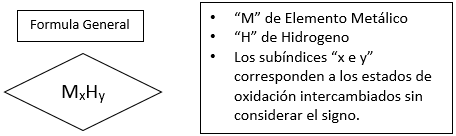 Formula General
MxHy
• “M” de Elemento Metálico
• “H” de Hidrogeno
• Los subíndices “x e y”
corresponden a los estados de
oxidación intercambiados sin
considerar el signo.